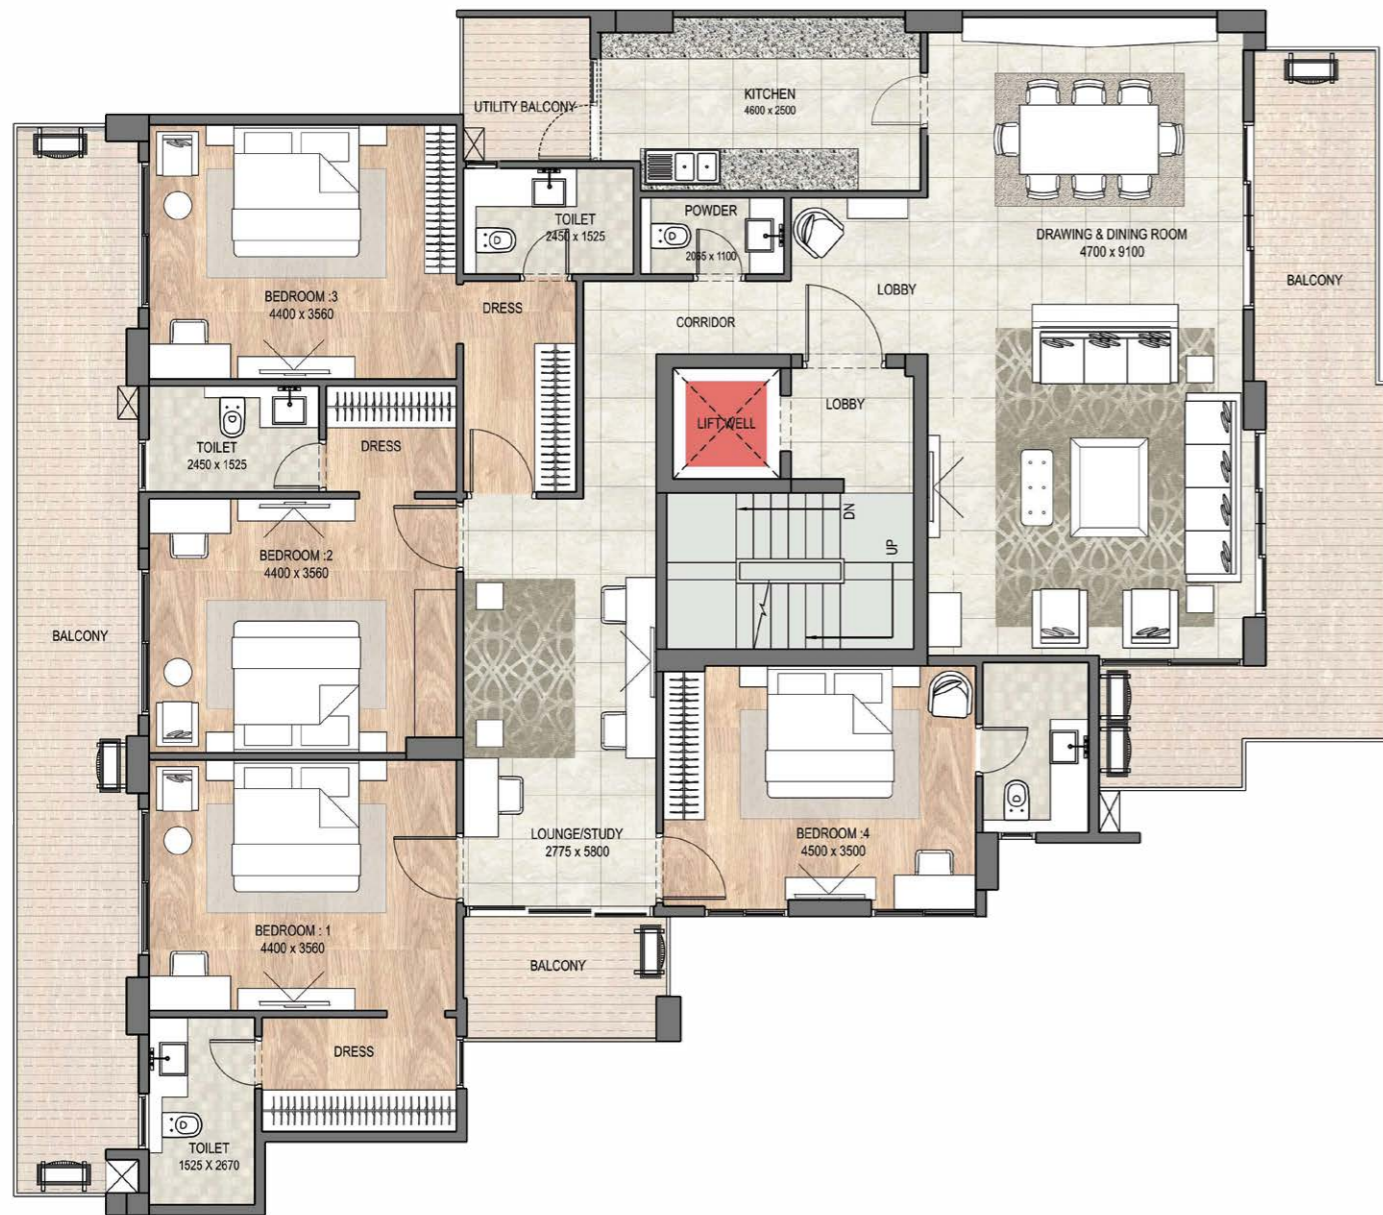 UTILITY BALCONY
KITCHEN
4600 x 2500
TOILET
2450 x 1525
POWDER
2065 x 1100
DRAWING & DINING ROOM
4700 x 9100
BALCONY
LOBBY
BEDROOM :3
4400 x 3560
DRESS
CORRIDOR
LIFT WELL
LOBBY
TOILET
2450 x 1525
DRESS
DN
UP
BEDROOM :2
4400 x 3560
BALCONY
LOUNGE/STUDY
2775 x 5800
BEDROOM :4
4500 x 3500
BEDROOM : 1
4400 x 3560
BALCONY
DRESS
TOILET
1525 X 2670